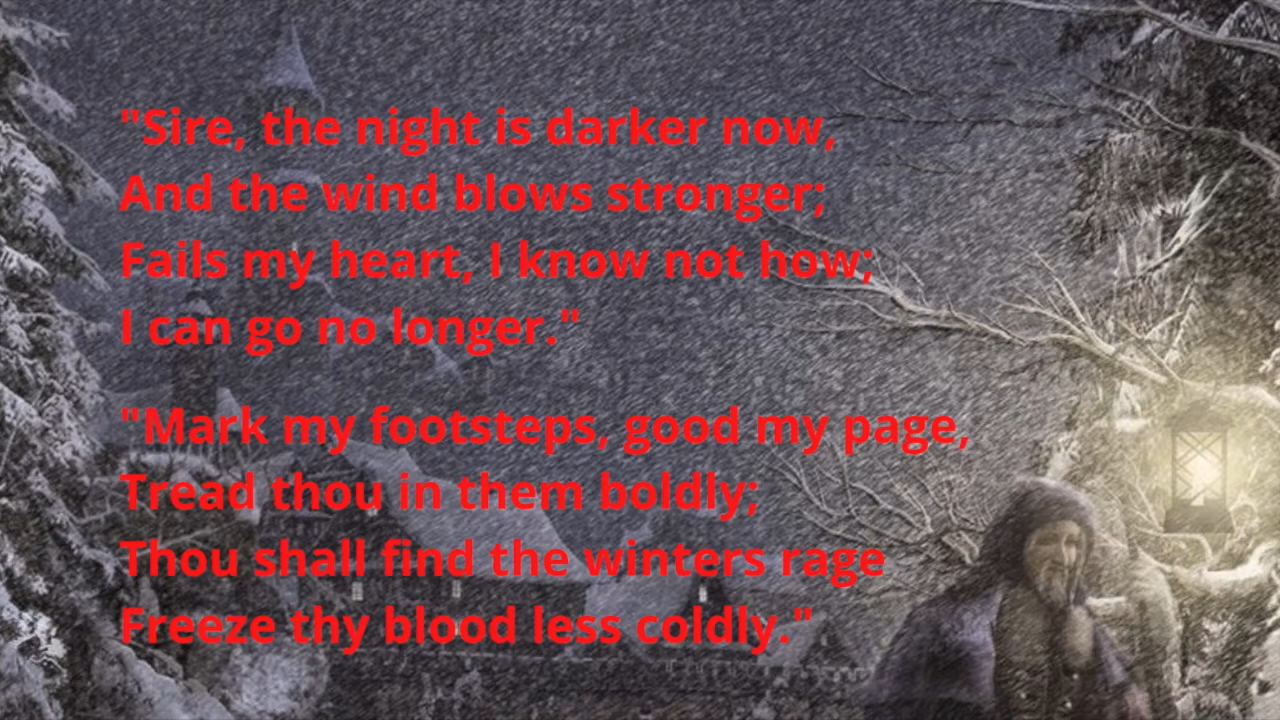 "Sire, the night is darker now,
And the wind blows stronger;
Fails my heart, I know not how;
I can go no longer."
"Mark my footsteps, good my page,
Tread thou in them boldly;
Thou shall find the winters rage
Freeze thy blood less coldly."